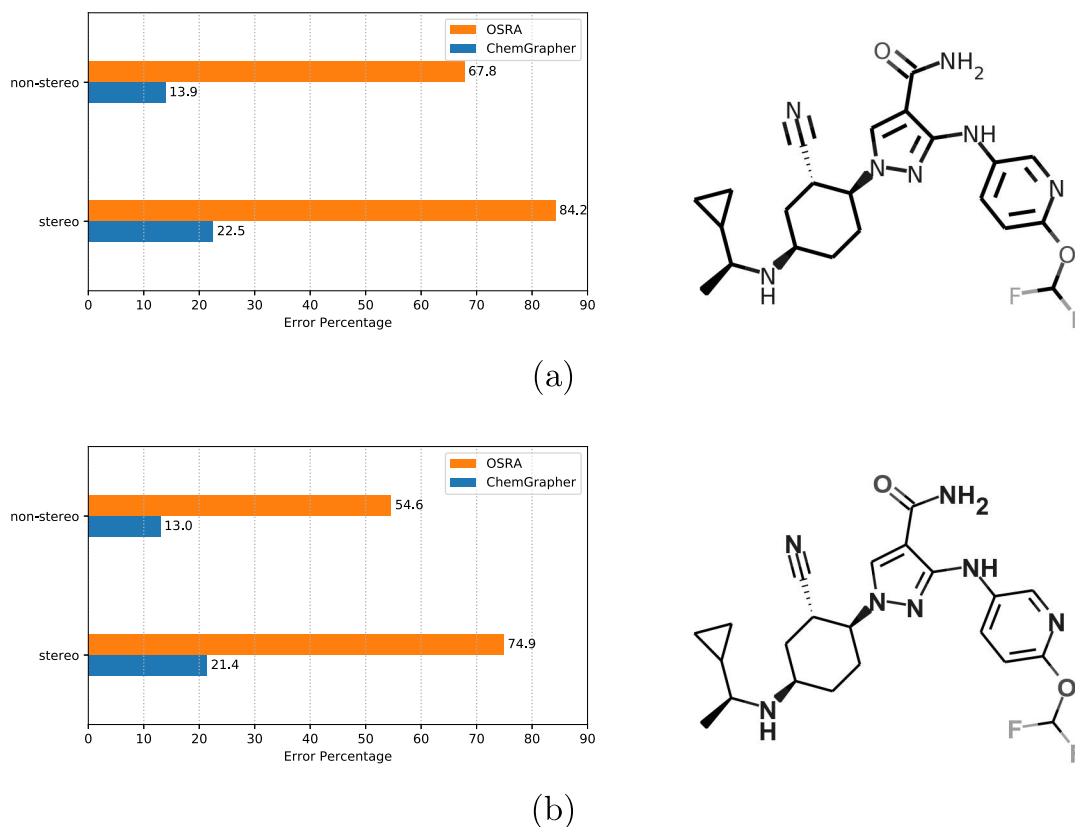 OSRA
ChemGrapher
non-stereo
67.8
13.9
stereo
84.2
22.5
0 10 20 30 40 50 60 70 80 90
Error Percentage
O
NH2
N
NH
N
N
N
N
H
O
F
F
(a)
OSRA
ChemGrapher
non-stereo
54.6
13.0
stereo
74.9
21.4
0 10 20 30 40 50 60 70 80 90
Error Percentage
O
NH2
N
NH
N
N
N
N
H
O
F
F
(b)